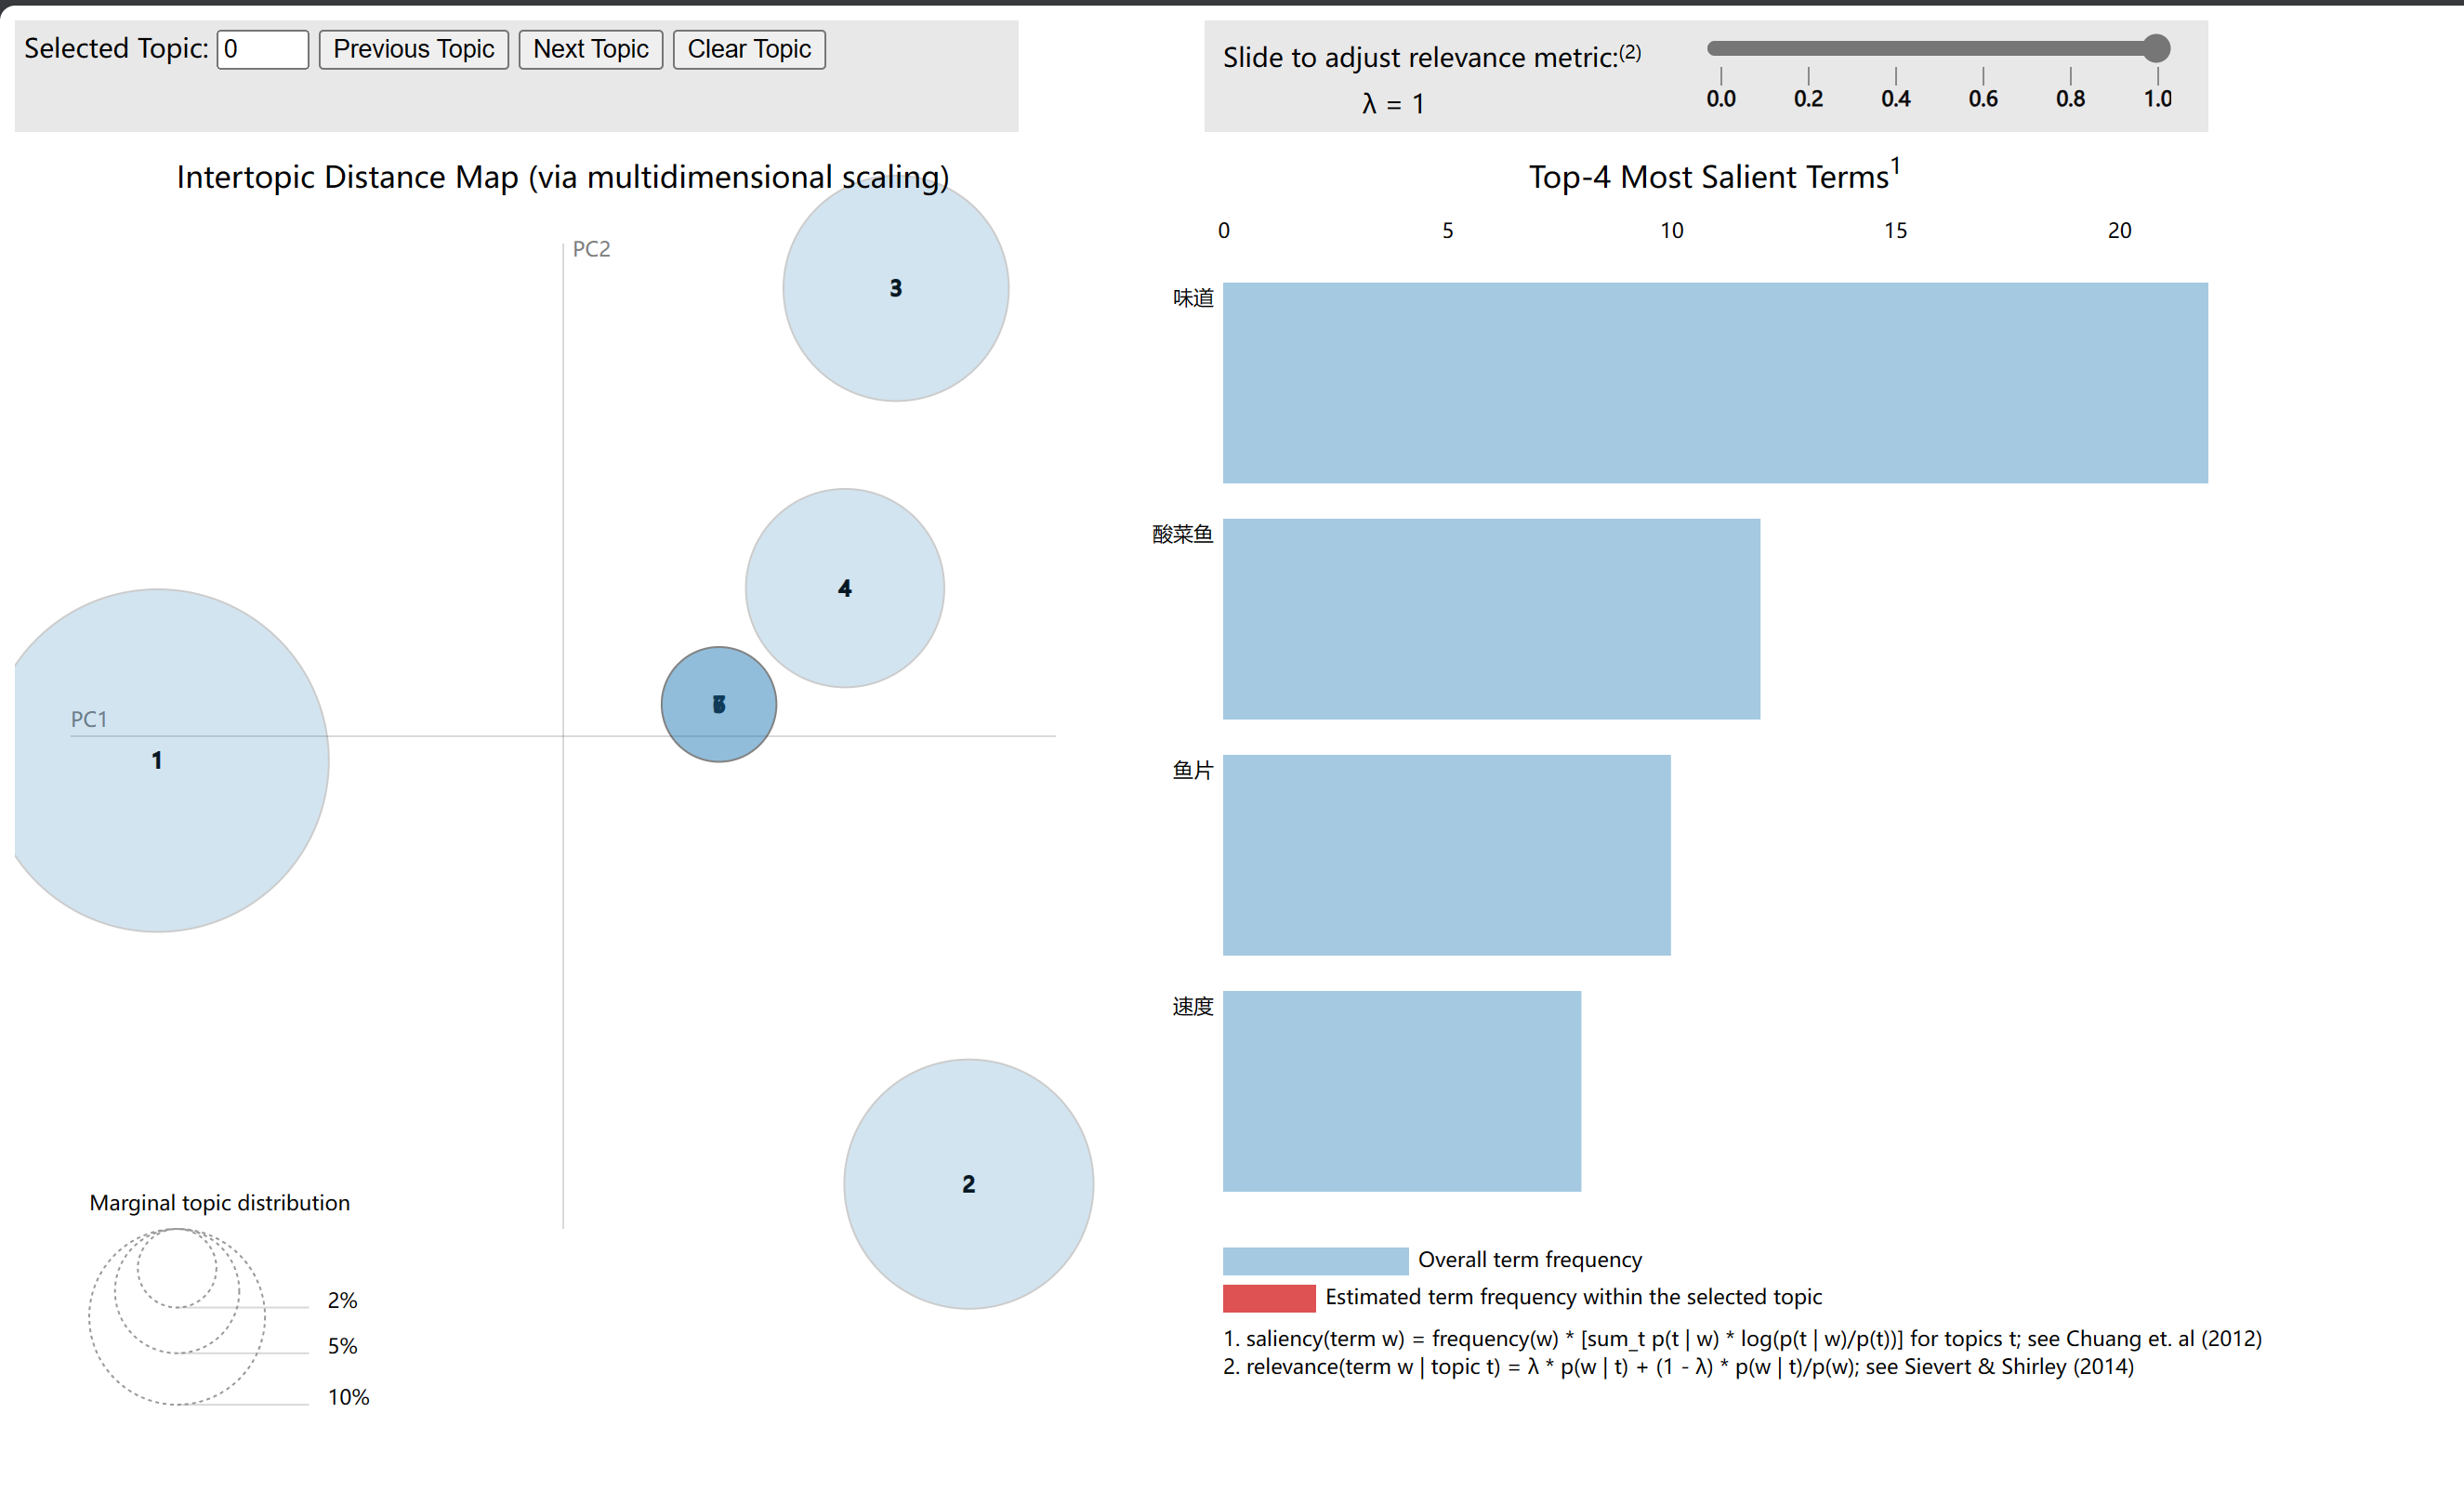 Selected Topic: 0 Previous Topic Next Topic Clear Topic
Slide to adjust relevance metric:(2)
λ = 1
0.0 0.2 0.4 0.6 0.8 1.0
Intertopic Distance Map (via multidimensional scaling)
PC2
3
4
PC1
1
2
Marginal topic distribution
2%
5%
10%
Top-4 Most Salient Terms1
0 5 10 15 20
味道
酸菜鱼
鱼片
速度
Overall term frequency
Estimated term frequency within the selected topic
1. saliency(term w) = frequency(w) * [sum_t p(t | w) * log(p(t | w)/p(t))] for topics t; see Chuang et. al (2012)
2. relevance(term w | topic t) = λ * p(w | t) + (1 - λ) * p(w | t)/p(w); see Sievert & Shirley (2014)